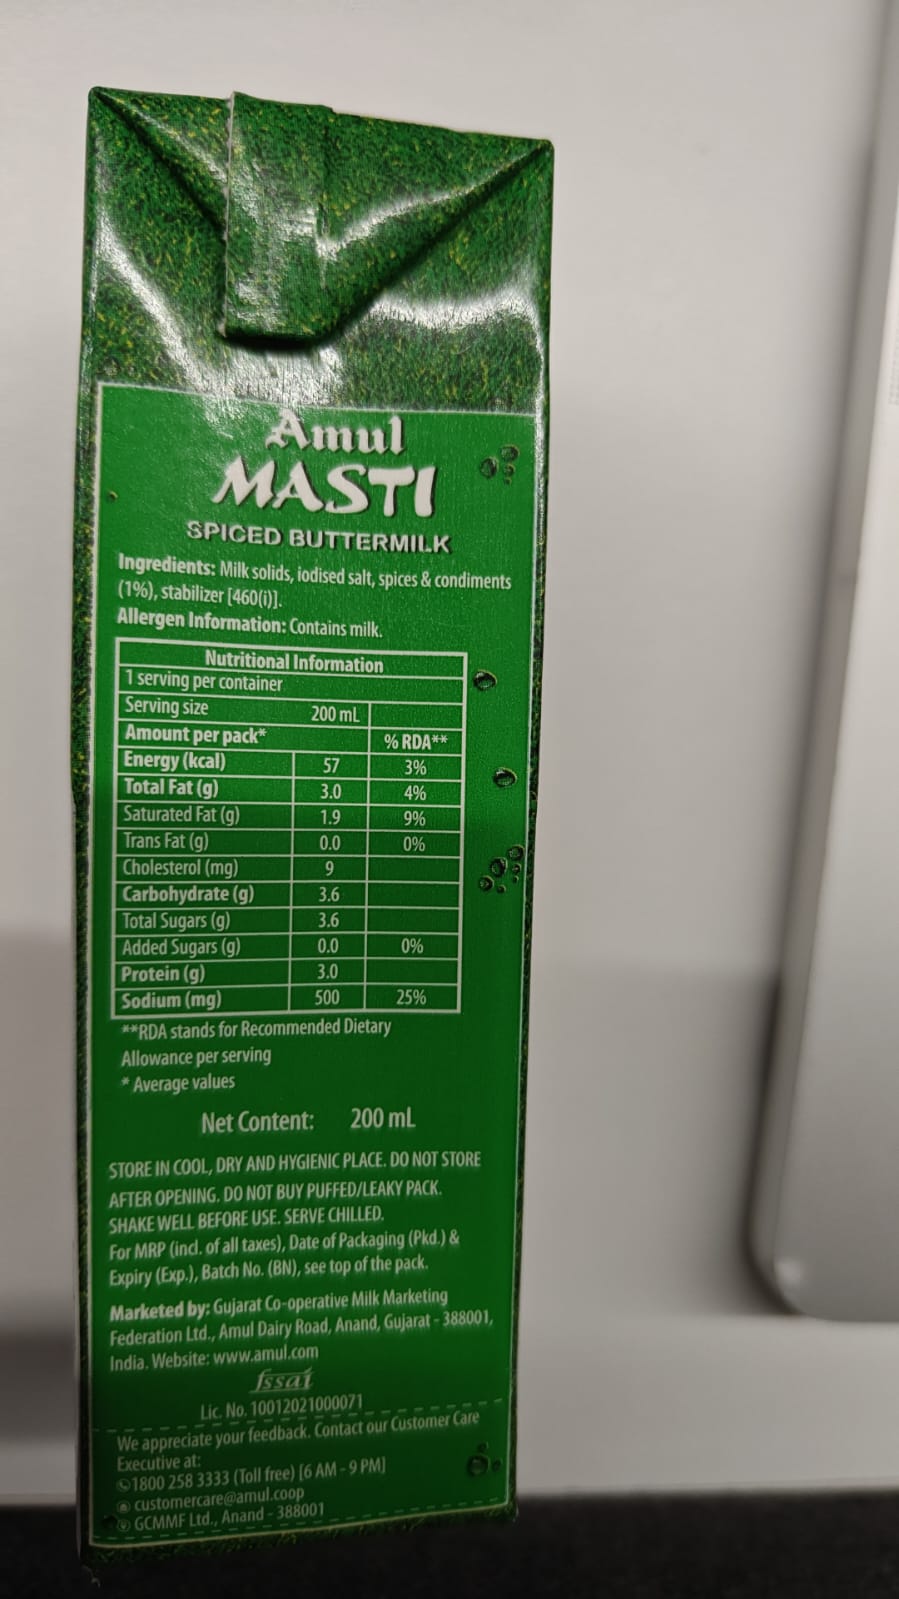 Amul
MASTI
SPICED BUTTERMILK
Ingredients: Milk solids, iodised salt, spices & condiments
(1%), stabilizer [460(i)].
Allergen Information: Contains milk.
Nutritional Information
1 serving per container
Serving size 200 mL
Amount per pack* % RDA**
Energy (kcal) 57 3%
Total Fat (g) 3.0 4%
Saturated Fat (g) 1.9 9%
Trans Fat (g) 0.0 0%
Cholesterol (mg) 9
Carbohydrate (g) 3.6
Total Sugars (g) 3.6
Added Sugars (g) 0.0 0%
Protein (g) 3.0
Sodium (mg) 500 25%
**RDA stands for Recommended Dietary
Allowance per serving
* Average values
Net Content: 200 mL
STORE IN COOL, DRY AND HYGIENIC PLACE. DO NOT STORE
AFTER OPENING. DO NOT BUY PUFFED/LEAKY PACK.
SHAKE WELL BEFORE USE. SERVE CHILLED.
For MRP (incl. of all taxes), Date of Packaging (Pkd.) &
Expiry (Exp.), Batch No. (BN), see top of the pack.
Marketed by: Gujarat Co-operative Milk Marketing
Federation Ltd., Amul Dairy Road, Anand, Gujarat - 388001,
India. Website: www.amul.com
fssai
Lic. No. 10012021000071
We appreciate your feedback. Contact our Customer Care
Executive at:
1800 258 3333 (Toll free) [6 AM - 9 PM]
customercare@amul.coop
GCMMF Ltd., Anand - 388001